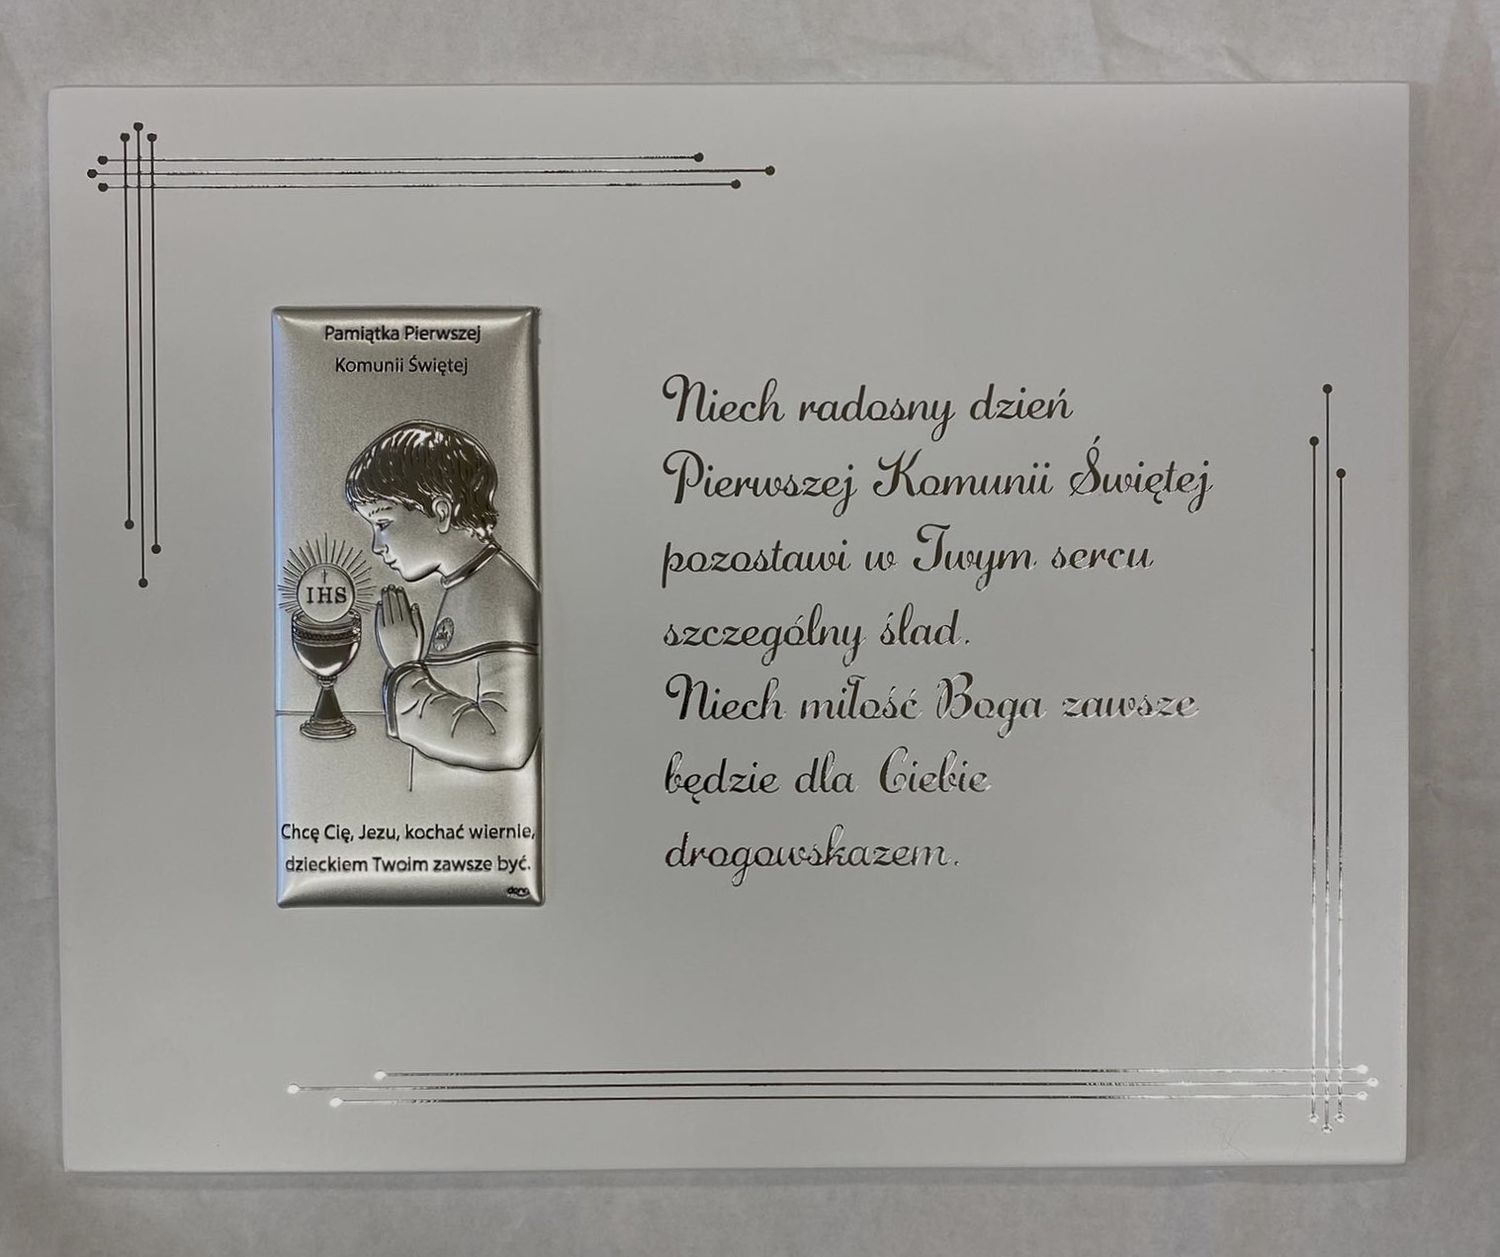 Pamiątka Pierwszej
Komunii Świętej
IHS
Chcę Cię, Jezu, kochać wiernie,
dzieckiem Twoim zawsze być.
Niech radosny dzień
Pierwszej Komunii Świętej
pozostawi w Twym sercu
szczególny ślad.
Niech miłość Boga zawsze
będzie dla Ciebie
drogowskazem.